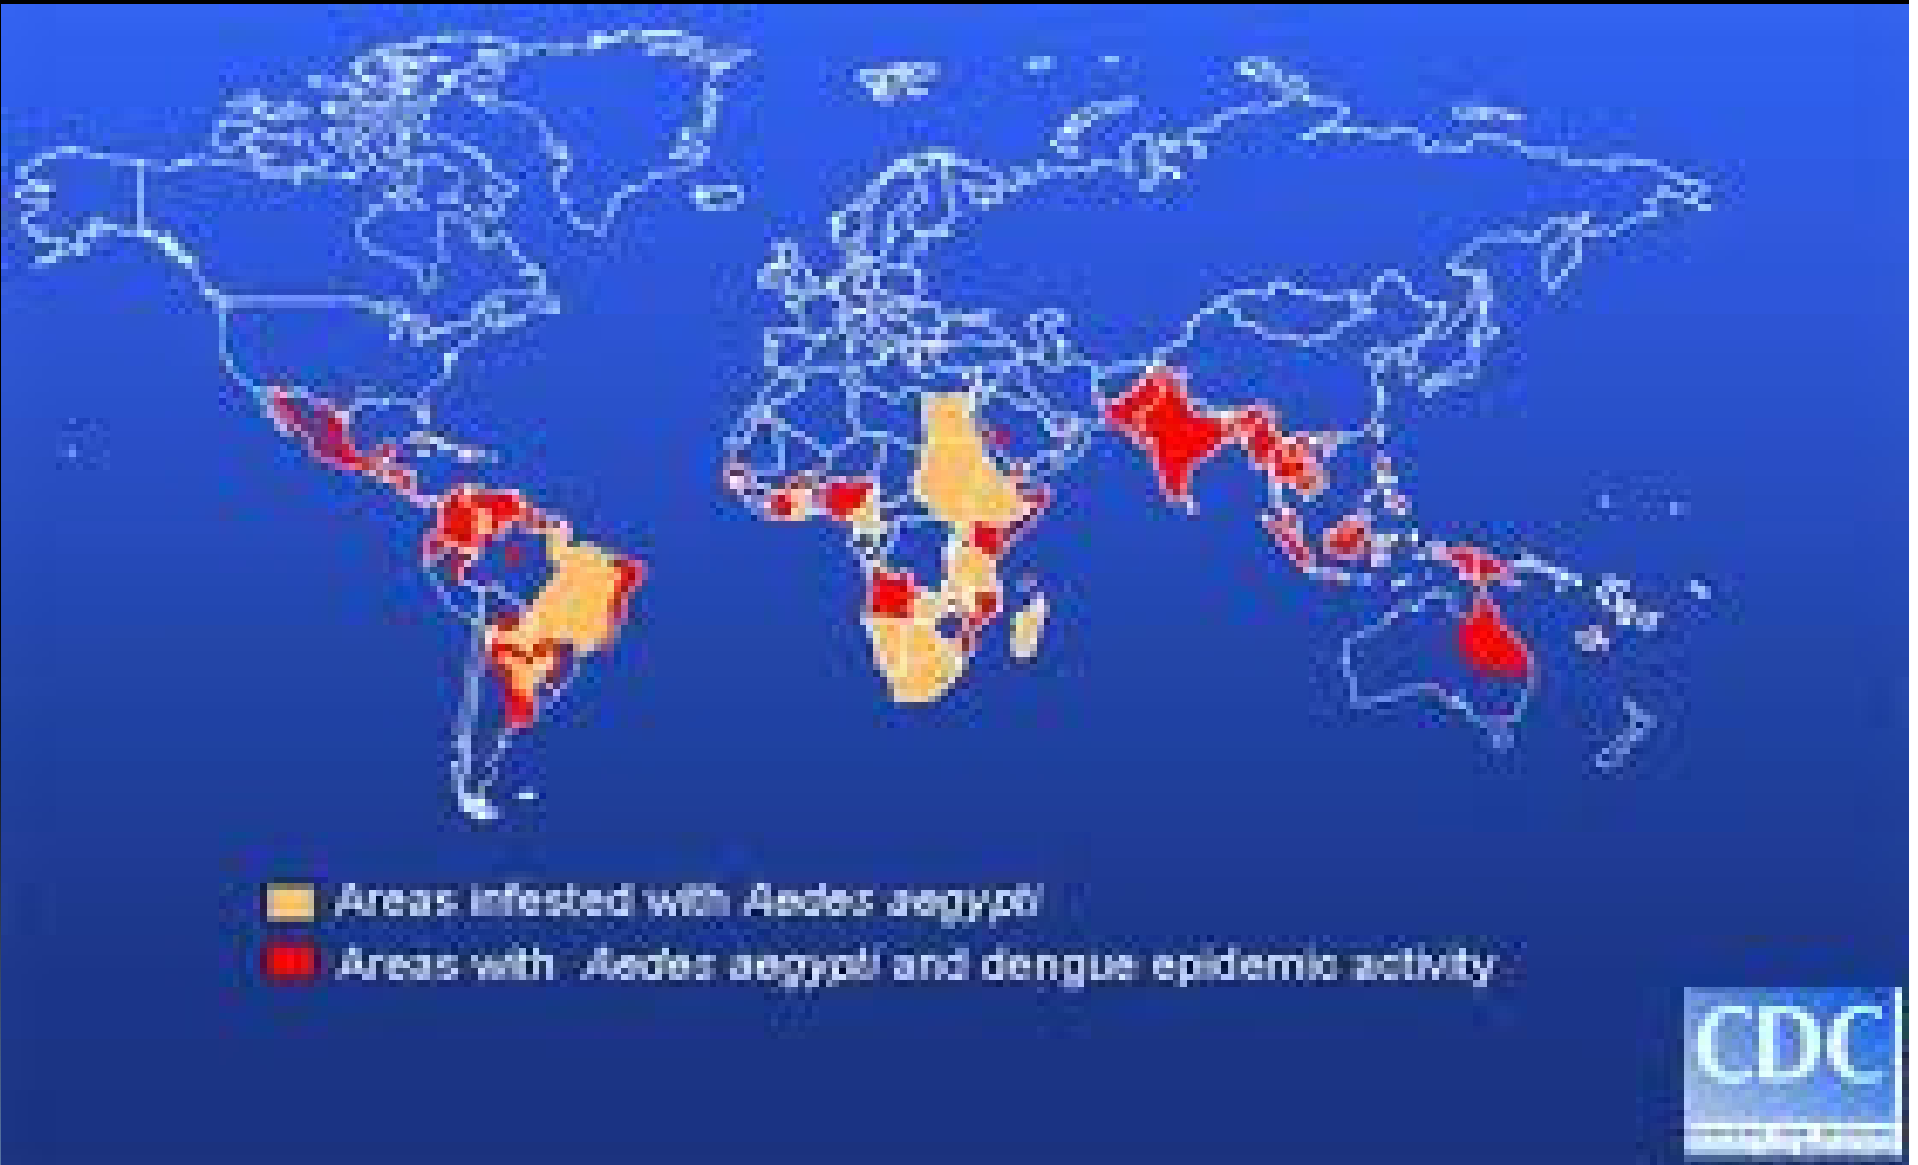 Areas infested with Aedes aegypti
Areas with Aedes aegypti and dengue epidemic activity
CDC